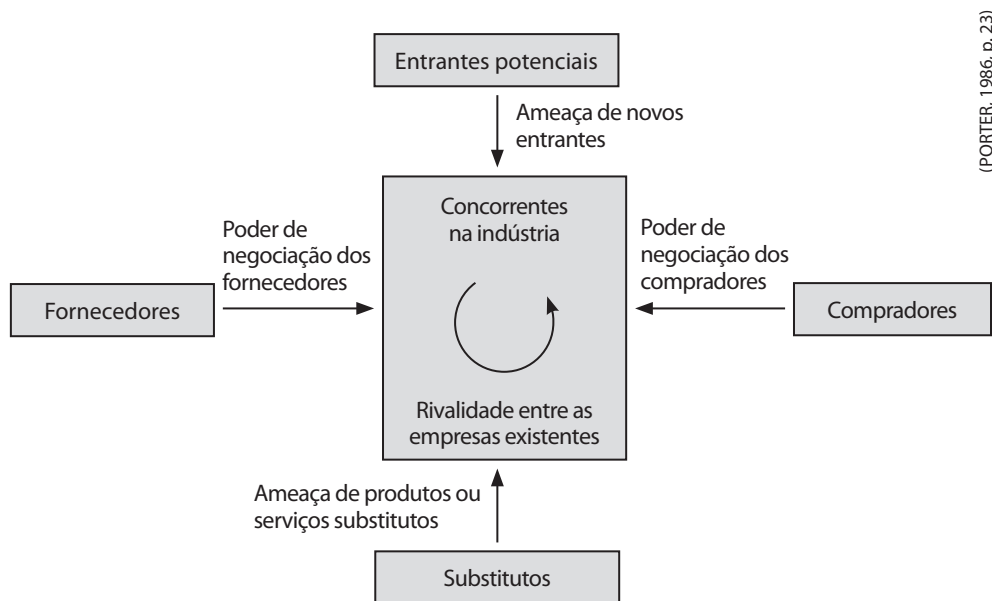 Entrantes potenciais
Ameaça de novos
entrantes
(PORTER, 1986, p. 23)
Concorrentes
na indústria
Poder de
negociação dos
fornecedores
Poder de
negociação dos
compradores
Fornecedores
Compradores
Rivalidade entre as
empresas existentes
Ameaça de produtos ou
serviços substitutos
Substitutos